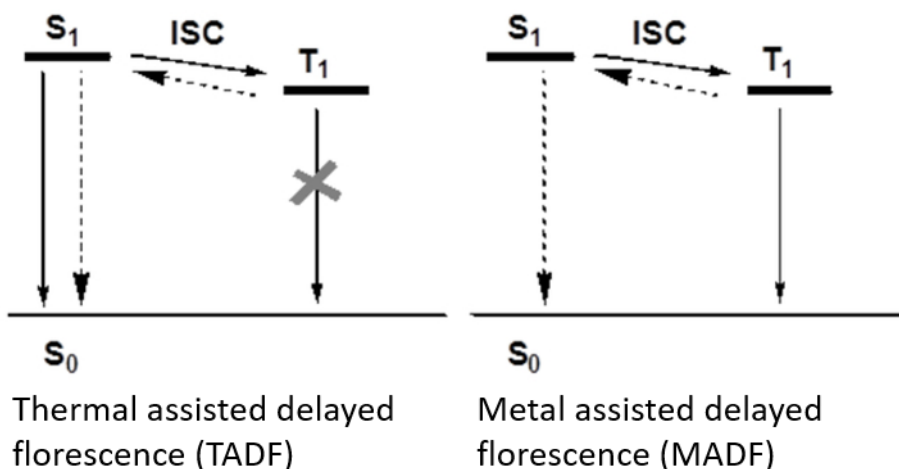 S₁ ISC T₁
S₀
Thermal assisted delayed
florescence (TADF)
S₁ ISC T₁
S₀
Metal assisted delayed
florescence (MADF)